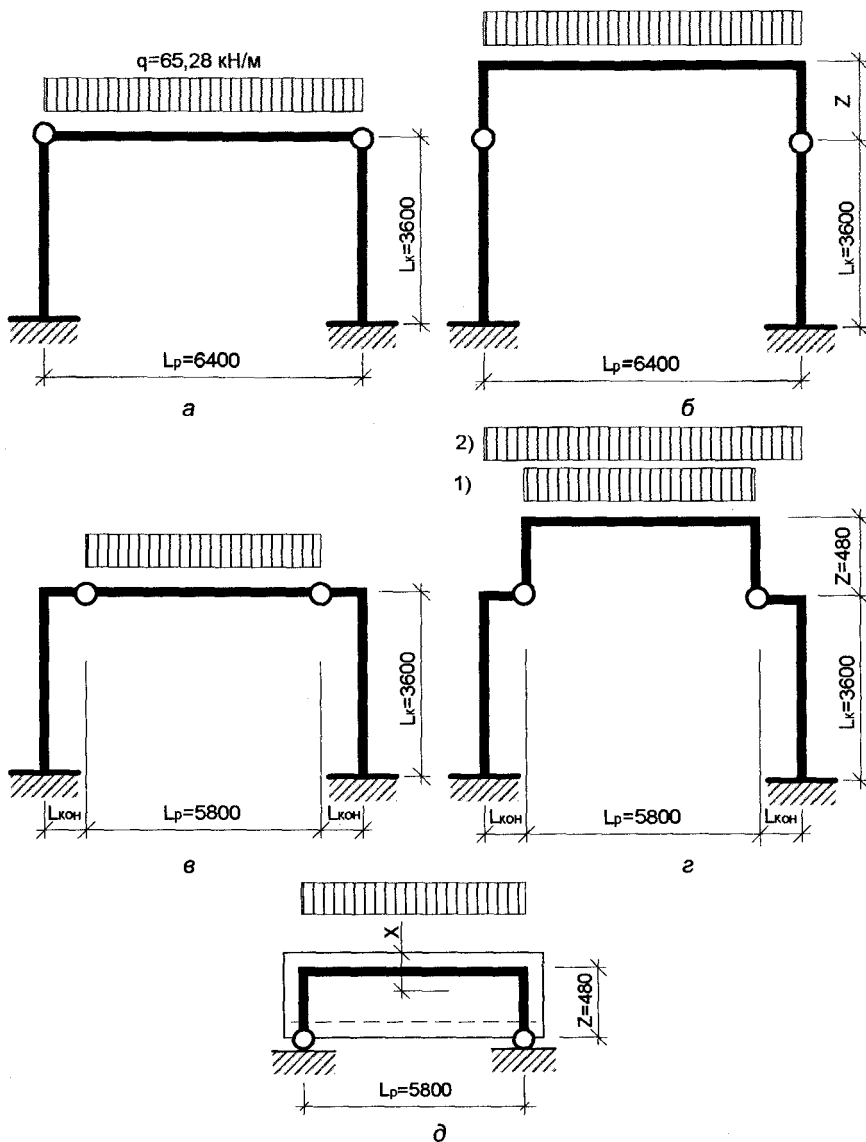 q=65,28 кН/м
Lк=3600
Lр=6400
а
Z
Lк=3600
Lр=6400
б
Lк=3600
Lкон
Lр=5800
Lкон
в
2)
1)
Z=480
Lк=3600
Lкон
Lр=5800
Lкон
г
X
Z=480
Lр=5800
д